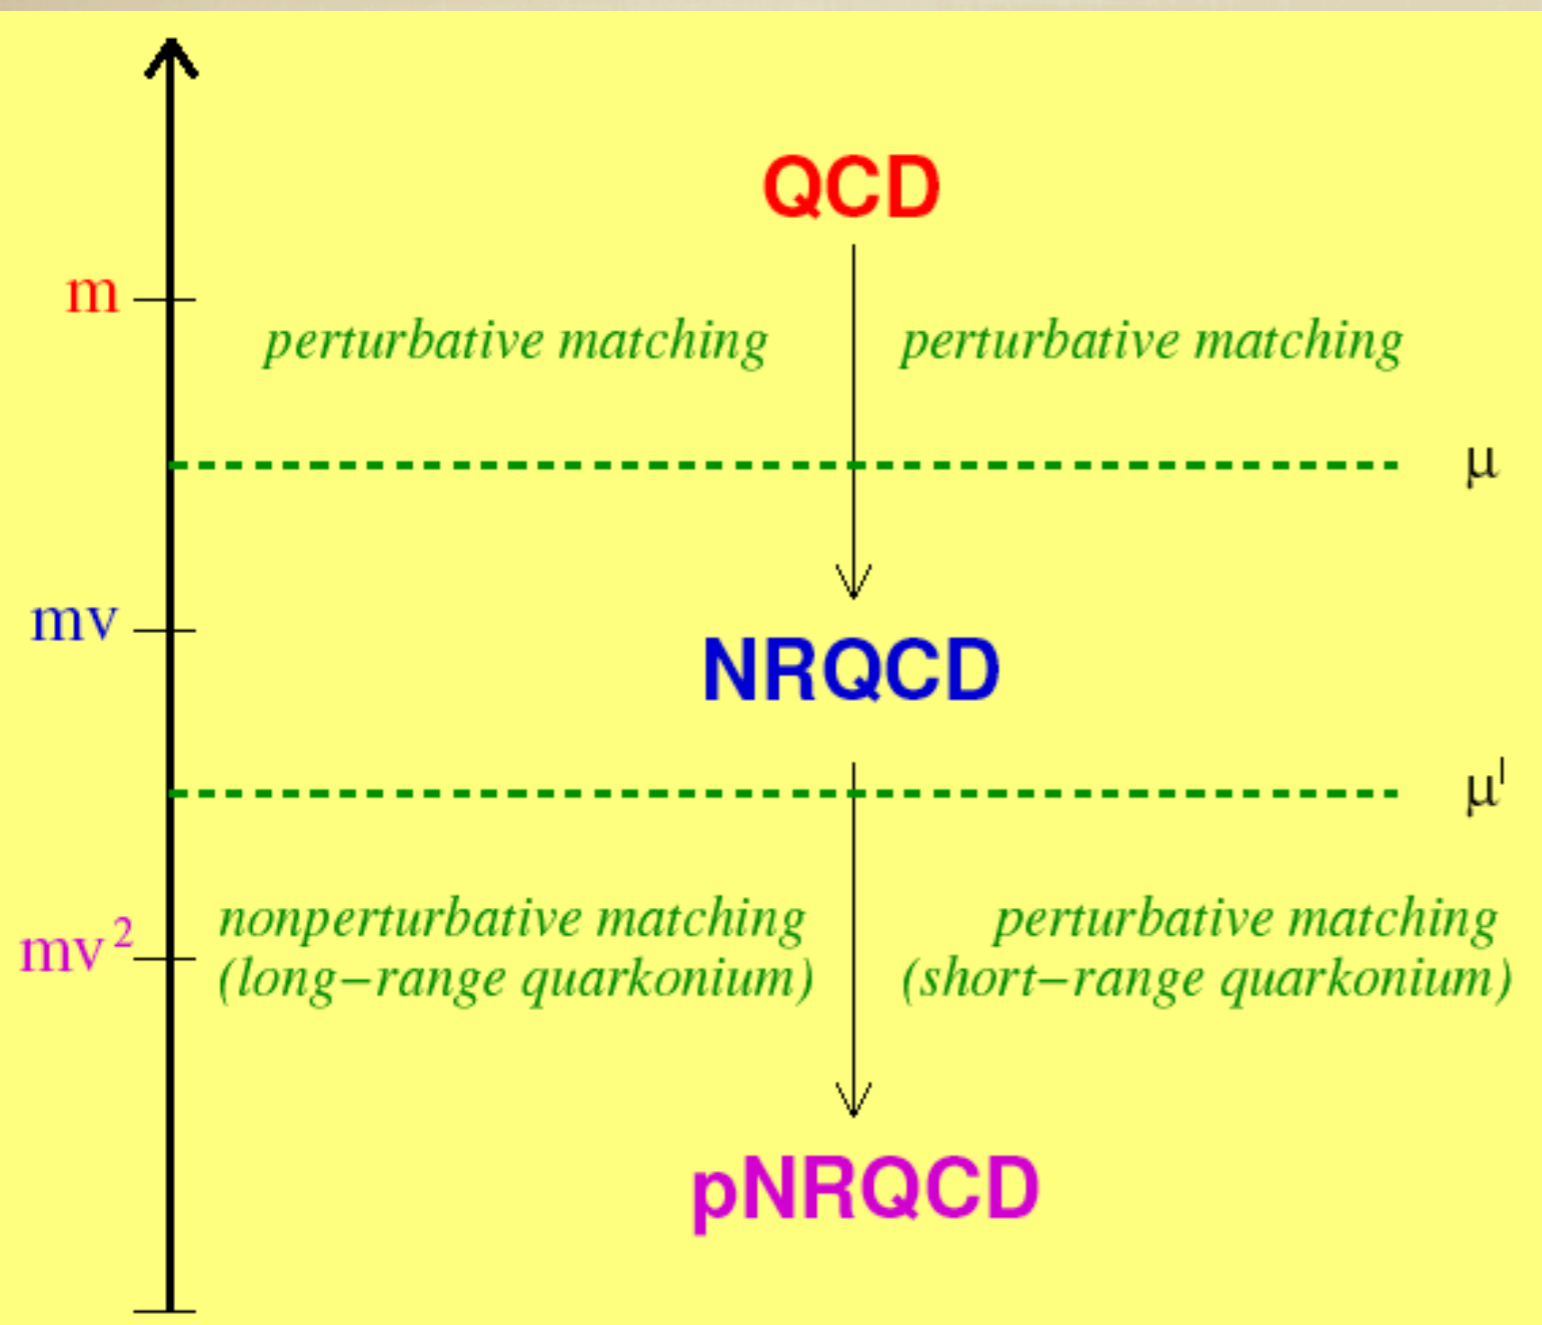 QCD
m
perturbative matching perturbative matching
μ
mv
NRQCD
μ'
nonperturbative matching perturbative matching
mv²
(long−range quarkonium) (short−range quarkonium)
pNRQCD